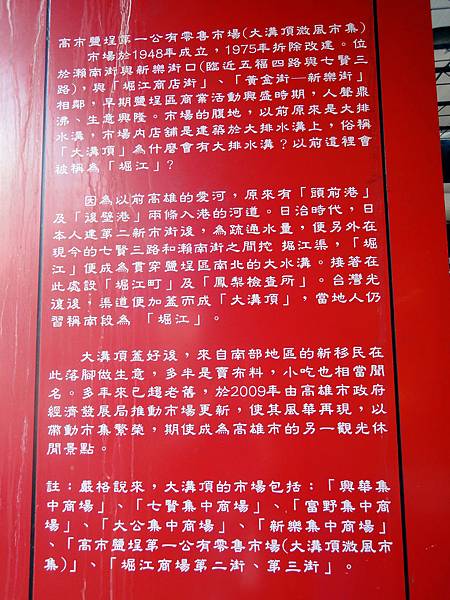 高市鹽埕第一公有零售市場(大溝頂微風市集)
市場於1948年成立，1975年拆除改建。位
於瀨南街與新樂街口(臨近五福四路與七賢三
路)，與「堀江商店街」、「黃金街─新樂街」
相鄰，早期鹽埕區商業活動興盛時期，人聲鼎
沸、生意興隆。市場的腹地，以前原來是大排
水溝，市場內店舖是建築於大排水溝上，俗稱
「大溝頂」為什麼會有大排水溝？以前這裡會
被稱為「堀江」？
因為以前高雄的愛河，原來有「頭前港」
及「後壁港」兩條入港的河道。日治時代，日
本人建第二新市街後，為疏通水量，便另外在
現今的七賢三路和瀨南街之間挖 堀江渠，「堀
江」便成為貫穿鹽埕區南北的大水溝。接著在
此處設「堀江町」及「鳳梨檢查所」。台灣光
復後，渠道便加蓋而成「大溝頂」，當地人仍
習稱南段為 「堀江」。
大溝頂蓋好後，來自南部地區的新移民在
此落腳做生意，多半是賣布料，小吃也相當聞
名。多年來已趨老舊，於2009年由高雄市政府
經濟發展局推動市場更新，使其風華再現，以
帶動市集繁榮，期使成為高雄市的另一觀光休
閒景點。
註：嚴格說來，大溝頂的市場包括：「興華集
中商場」、「七賢集中商場」、「富野集中商
場」、「大公集中商場」、「新樂集中商場」
、「高市鹽埕第一公有零售市場(大溝頂微風市
集)」、「堀江商場第二街、第三街」。